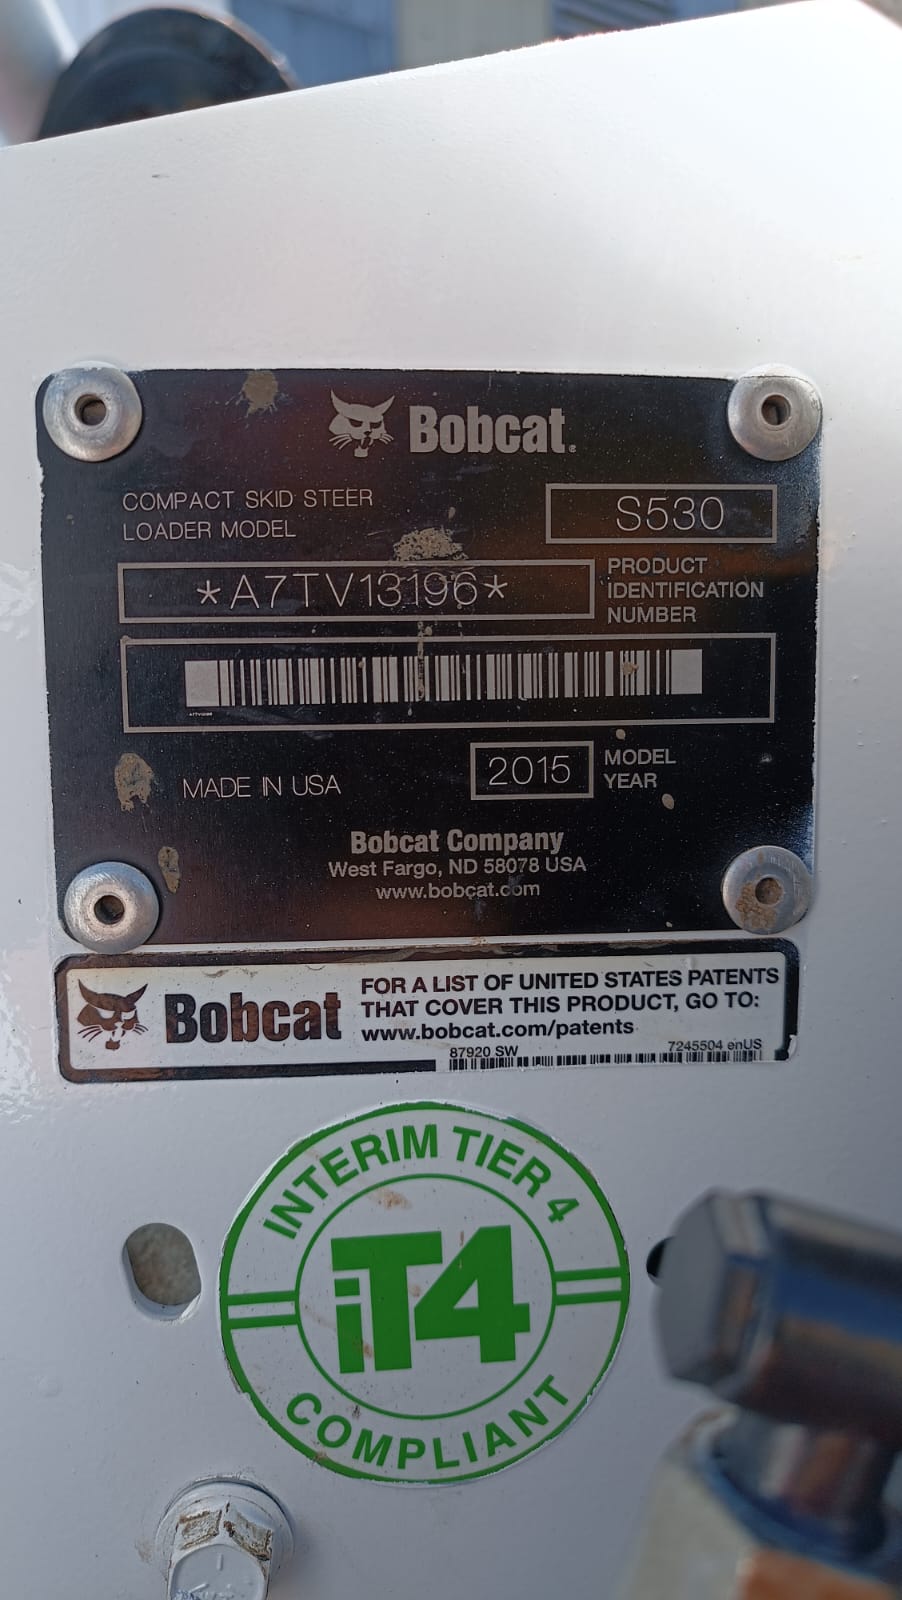 Bobcat®
COMPACT SKID STEER
LOADER MODEL
S530
*A7TV13196*
PRODUCT
IDENTIFICATION
NUMBER
MADE IN USA
2015
MODEL
YEAR
Bobcat Company
West Fargo, ND 58078 USA
www.bobcat.com
Bobcat
FOR A LIST OF UNITED STATES PATENTS
THAT COVER THIS PRODUCT, GO TO:
www.bobcat.com/patents
87920 SW
7245504 enUS
INTERIM TIER 4
iT4
COMPLIANT